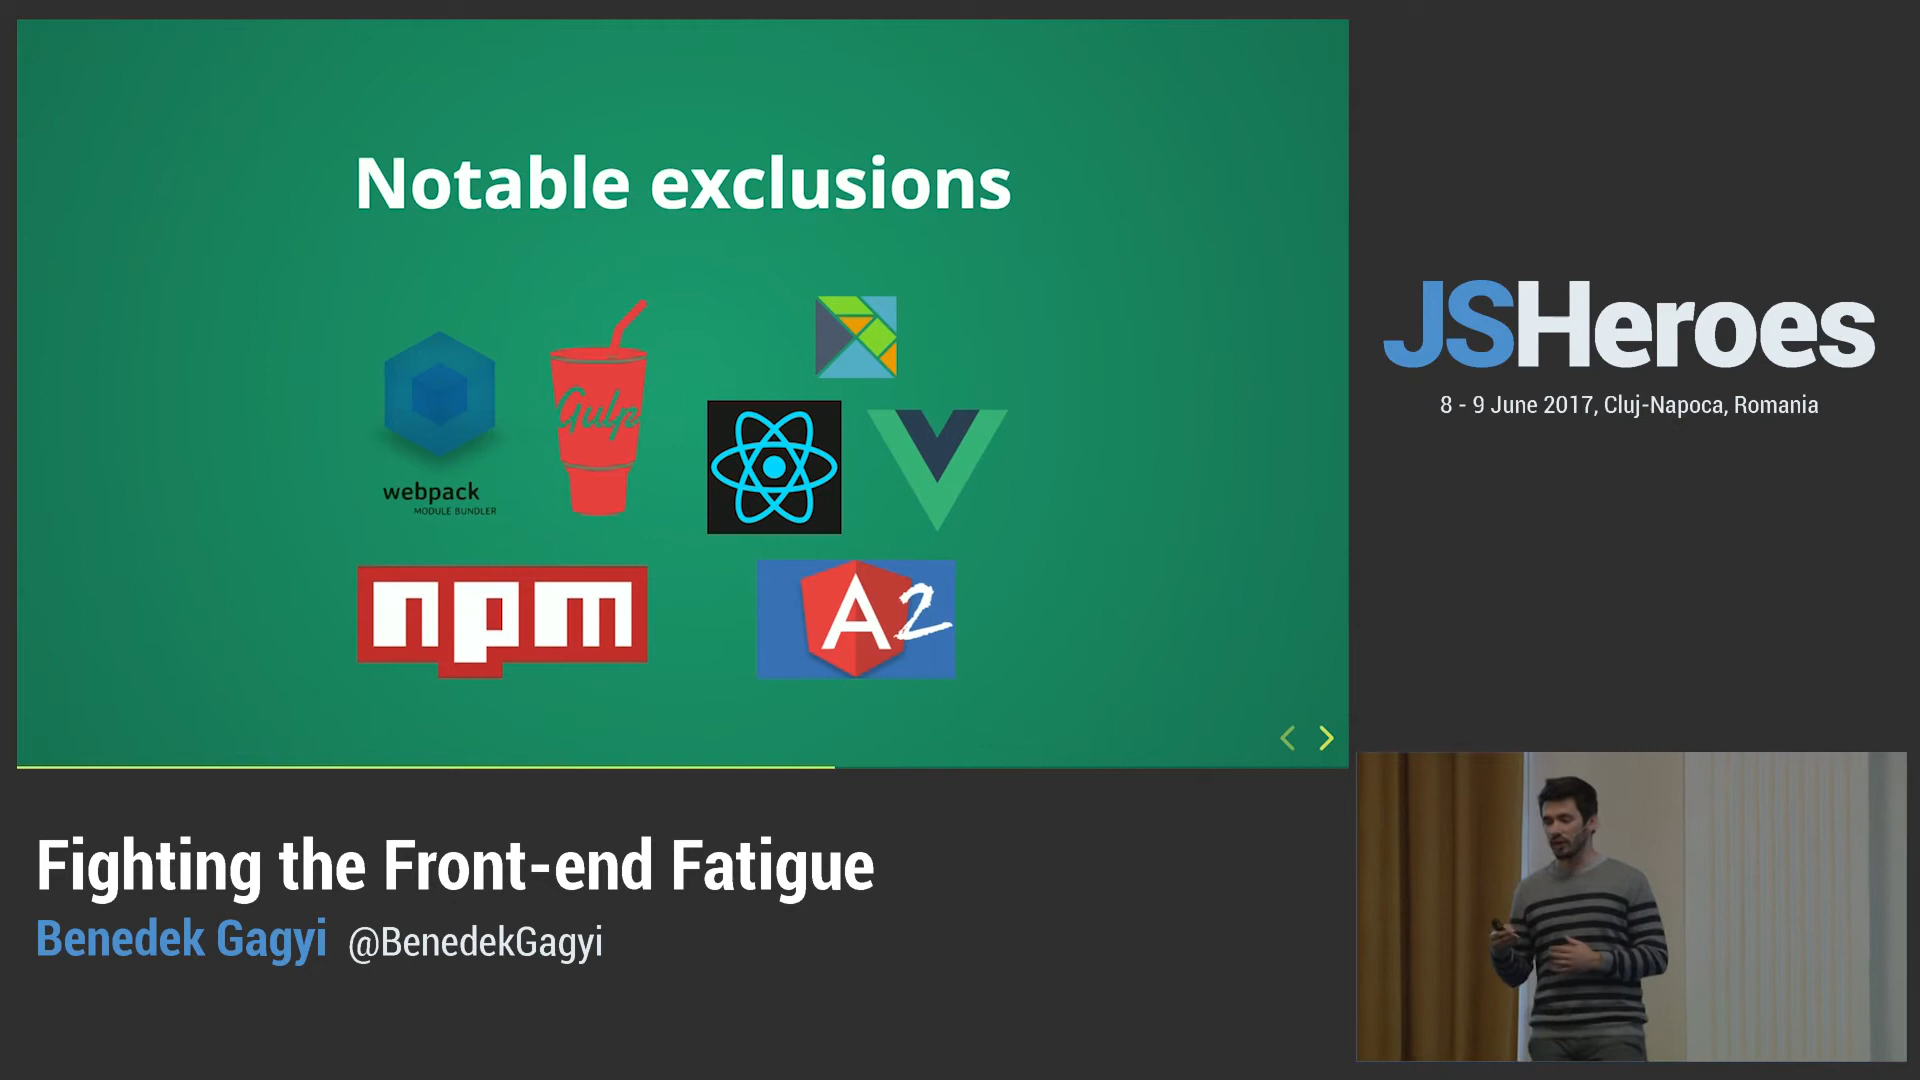 Notable exclusions
Gulp
webpack
MODULE BUNDLER
npm
A2
JSHeroes
8 - 9 June 2017, Cluj-Napoca, Romania
Fighting the Front-end Fatigue
Benedek Gagyi @BenedekGagyi